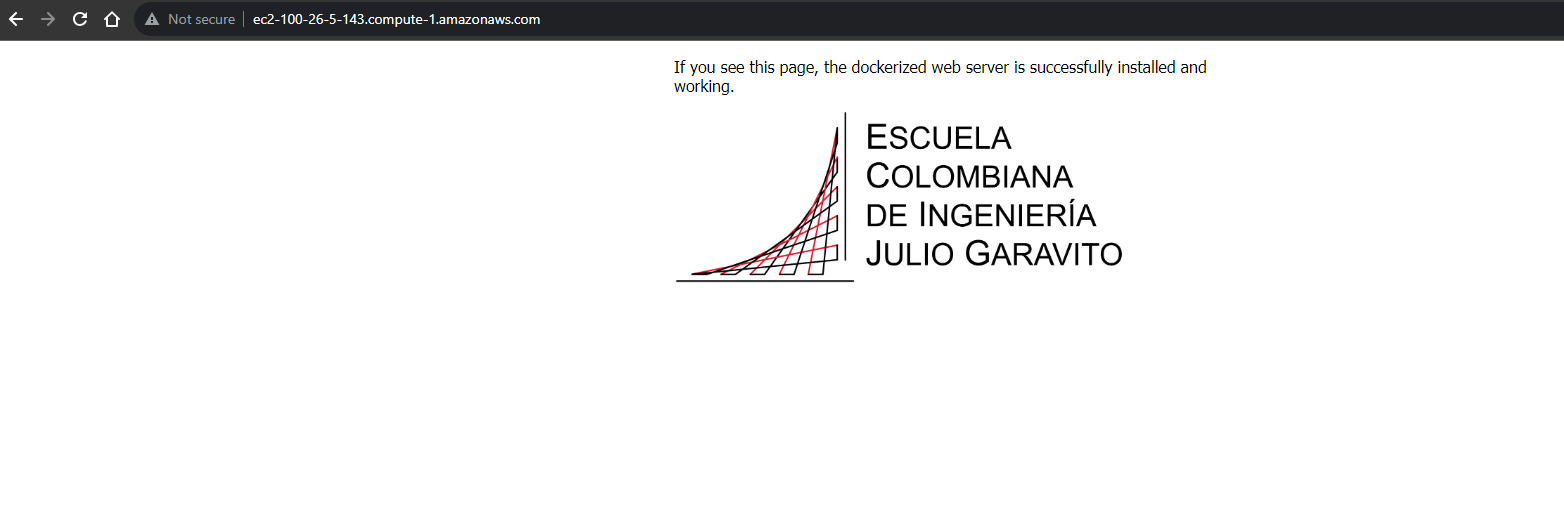 Not secure
ec2-100-26-5-143.compute-1.amazonaws.com
If you see this page, the dockerized web server is successfully installed and
working.
ESCUELA
COLOMBIANA
DE INGENIERÍA
JULIO GARAVITO